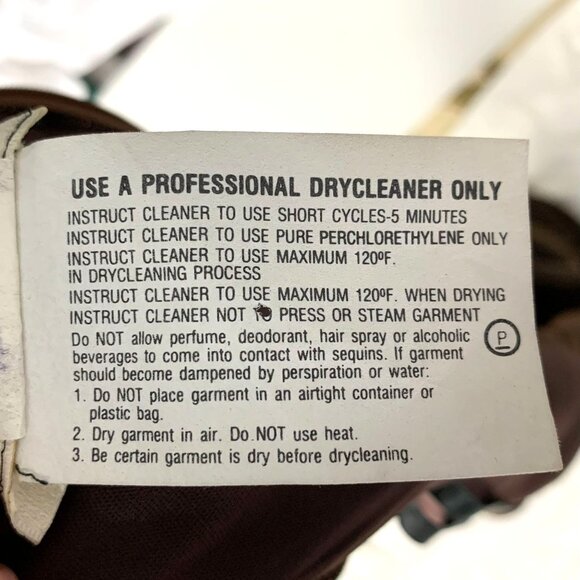 USE A PROFESSIONAL DRYCLEANER ONLY
INSTRUCT CLEANER TO USE SHORT CYCLES-5 MINUTES
INSTRUCT CLEANER TO USE PURE PERCHLORETHYLENE ONLY
INSTRUCT CLEANER TO USE MAXIMUM 120ºF.
IN DRYCLEANING PROCESS
INSTRUCT CLEANER TO USE MAXIMUM 120ºF. WHEN DRYING
INSTRUCT CLEANER NOT TO PRESS OR STEAM GARMENT
Do NOT allow perfume, deodorant, hair spray or alcoholic
beverages to come into contact with sequins. If garment
should become dampened by perspiration or water:
P
1. Do NOT place garment in an airtight container or
plastic bag.
2. Dry garment in air. Do NOT use heat.
3. Be certain garment is dry before drycleaning.